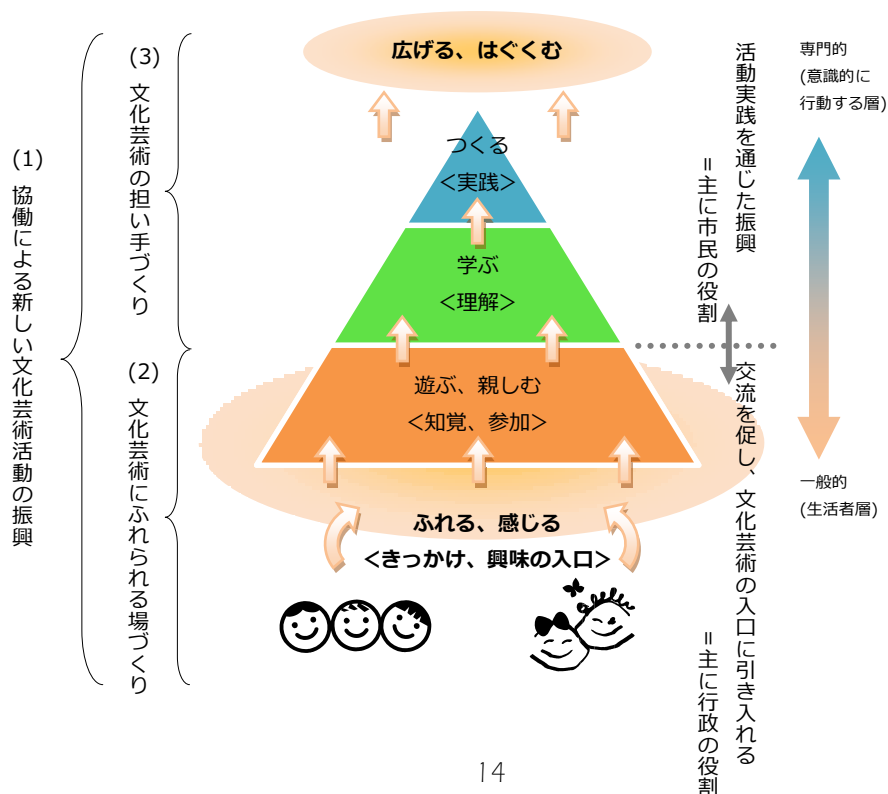 (1) 協働による新しい文化芸術活動の振興
(3) 文化芸術の担い手づくり
(2) 文化芸術にふれられる場づくり
広げる、はぐくむ
つくる
<実践>
学ぶ
<理解>
遊ぶ、親しむ
<知覚、参加>
ふれる、感じる
<きっかけ、興味の入口>
活動実践を通じた振興
=主に市民の役割
交流を促し、文化芸術の入口に引き入れる
=主に行政の役割
専門的
(意識的に
行動する層)
一般的
(生活者層)
14